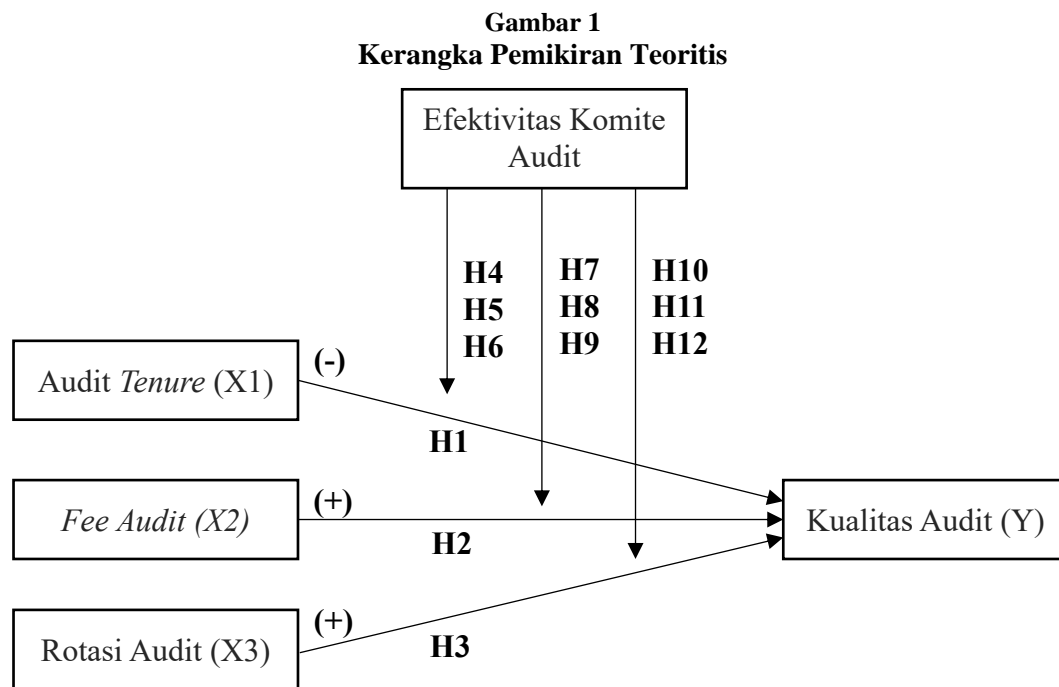 Gambar 1
Kerangka Pemikiran Teoritis
Efektivitas Komite
Audit
H4
H5
H6
H7
H8
H9
H10
H11
H12
Audit Tenure (X1)
(-)
H1
Fee Audit (X2)
(+)
H2
Kualitas Audit (Y)
Rotasi Audit (X3)
(+)
H3